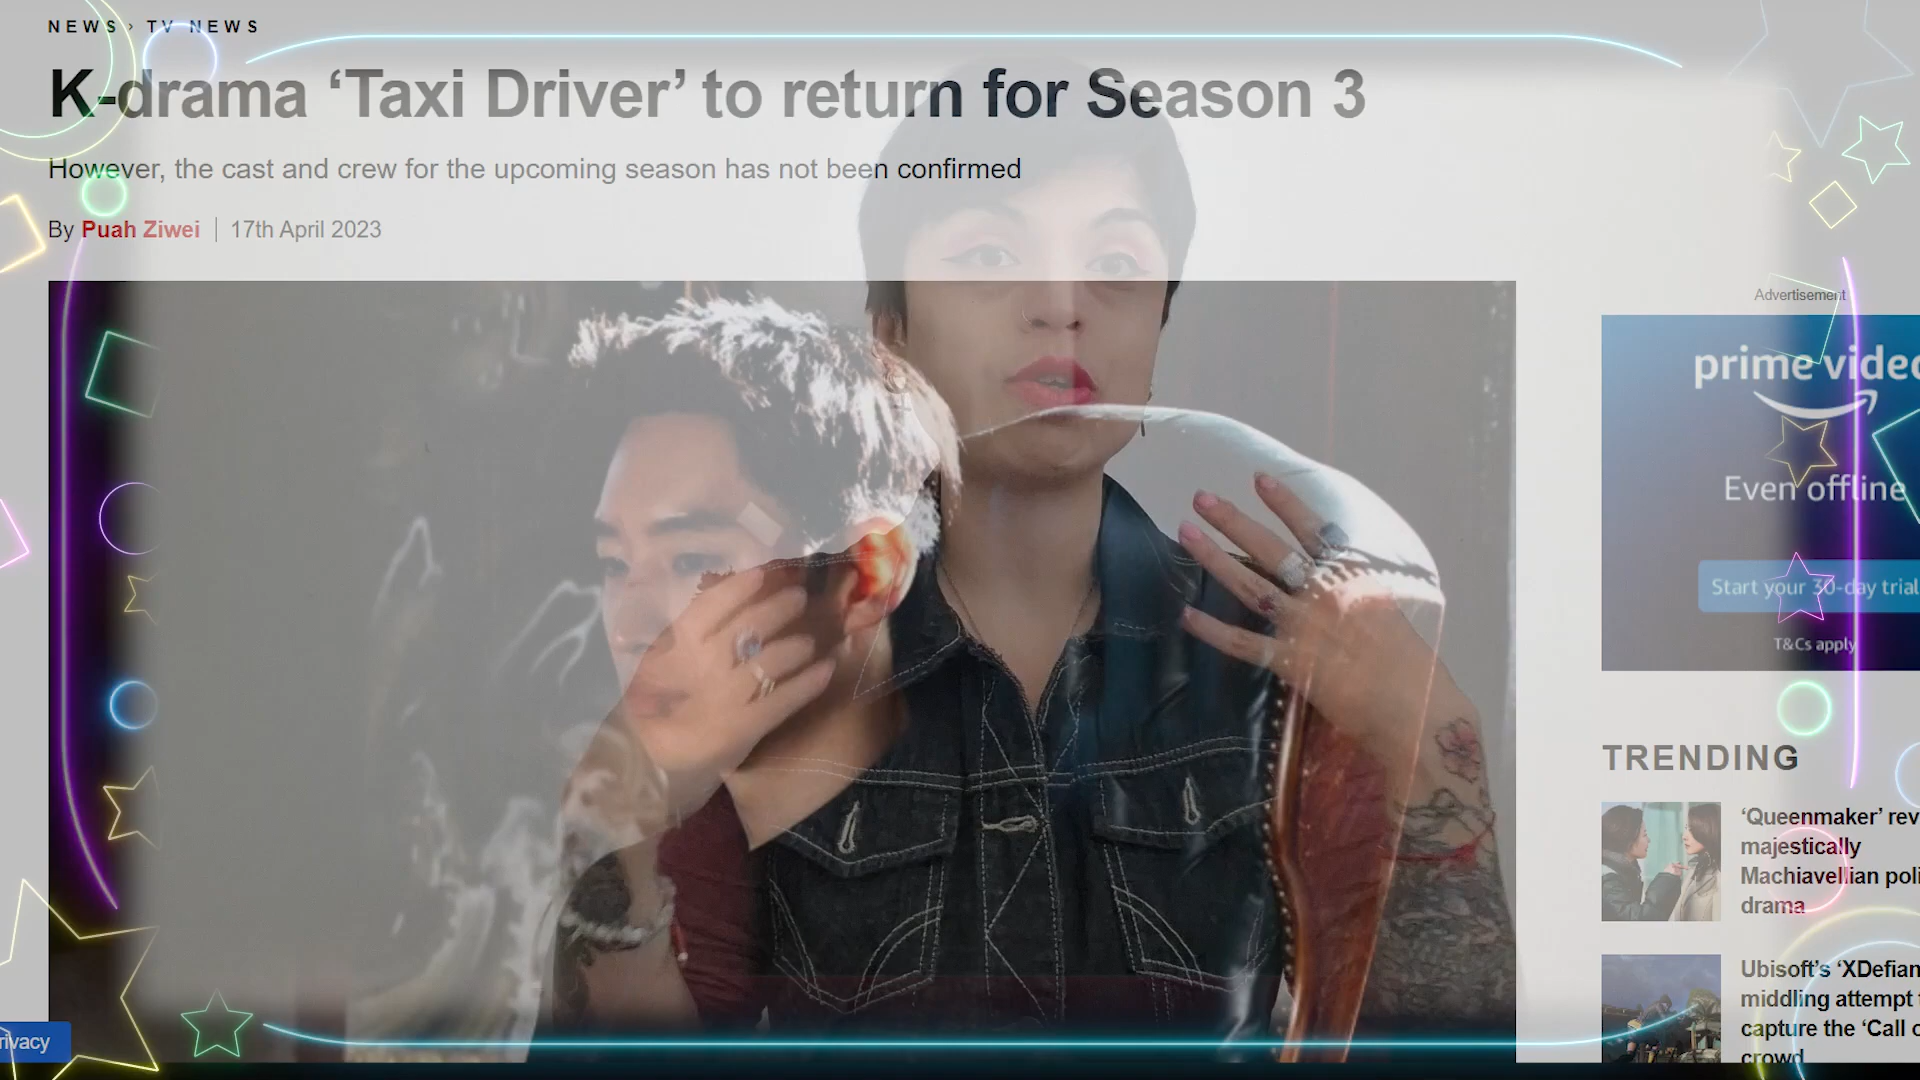 NEWS › TV NEWS
K-drama ‘Taxi Driver’ to return for Season 3
However, the cast and crew for the upcoming season has not been confirmed
By Puah Ziwei | 17th April 2023
Advertisement
prime video
Even offline
Start your 30-day trial
T&Cs apply
TRENDING
‘Queenmaker’ rev
majestically
Machiavellian poli
drama
Ubisoft’s ‘XDefian
middling attempt
capture the ‘Call o
crowd
rivacy